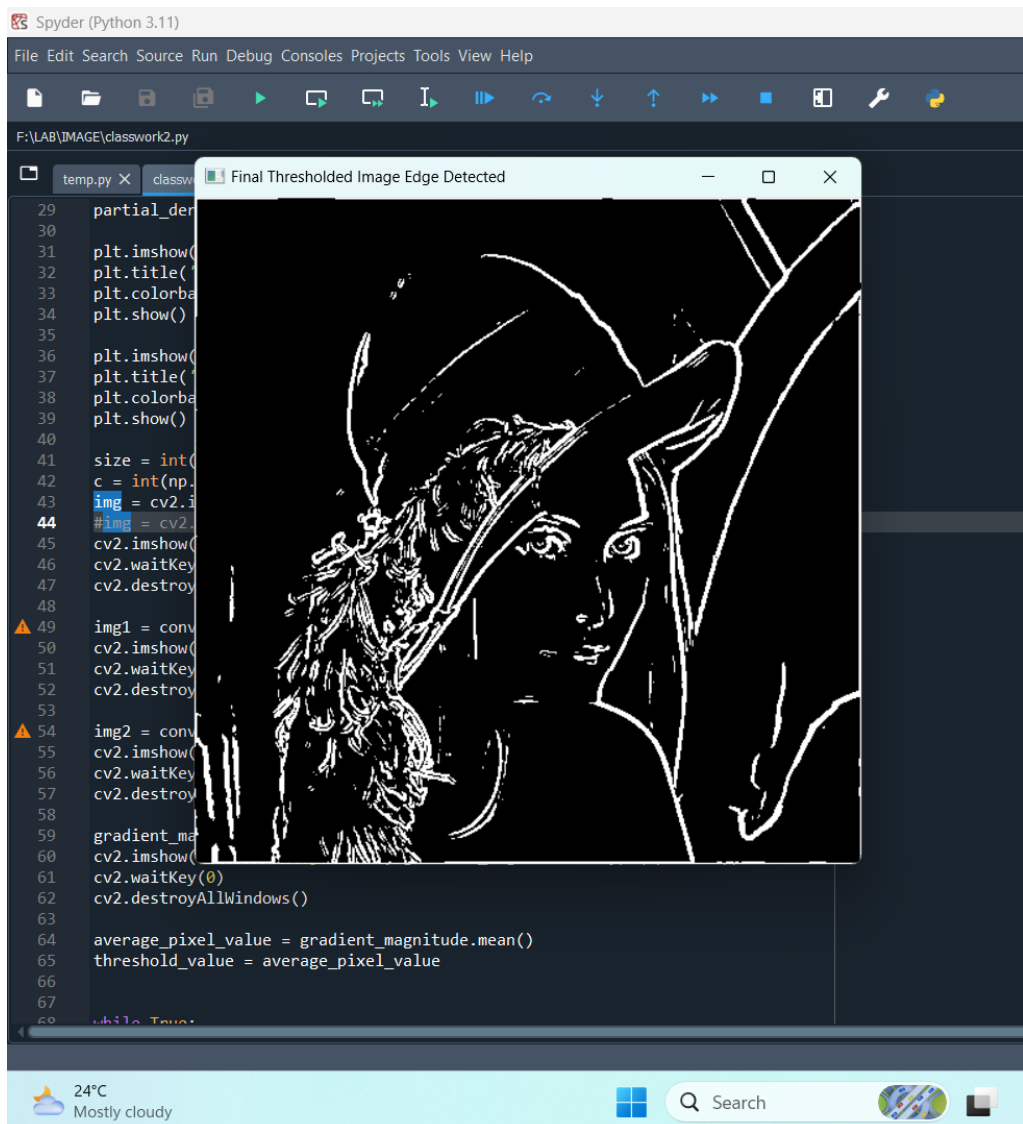 Spyder (Python 3.11)
File Edit Search Source Run Debug Consoles Projects Tools View Help
F:\LAB\IMAGE\classwork2.py
temp.py
classw
Final Thresholded Image Edge Detected
29 partial_der
30
31 plt.imshow(
32 plt.title('
33 plt.colorba
34 plt.show()
35
36 plt.imshow(
37 plt.title('
38 plt.colorba
39 plt.show()
40
41 size = int(
42 c = int(np.
43 img = cv2.i
44 #img = cv2.
45 cv2.imshow(
46 cv2.waitKey
47 cv2.destroy
48
49 img1 = conv
50 cv2.imshow(
51 cv2.waitKey
52 cv2.destroy
53
54 img2 = conv
55 cv2.imshow(
56 cv2.waitKey
57 cv2.destroy
58
59 gradient_ma
60 cv2.imshow(
61 cv2.waitKey(0)
62 cv2.destroyAllWindows()
63
64 average_pixel_value = gradient_magnitude.mean()
65 threshold_value = average_pixel_value
66
67
68 while True:
24°C
Mostly cloudy
Search